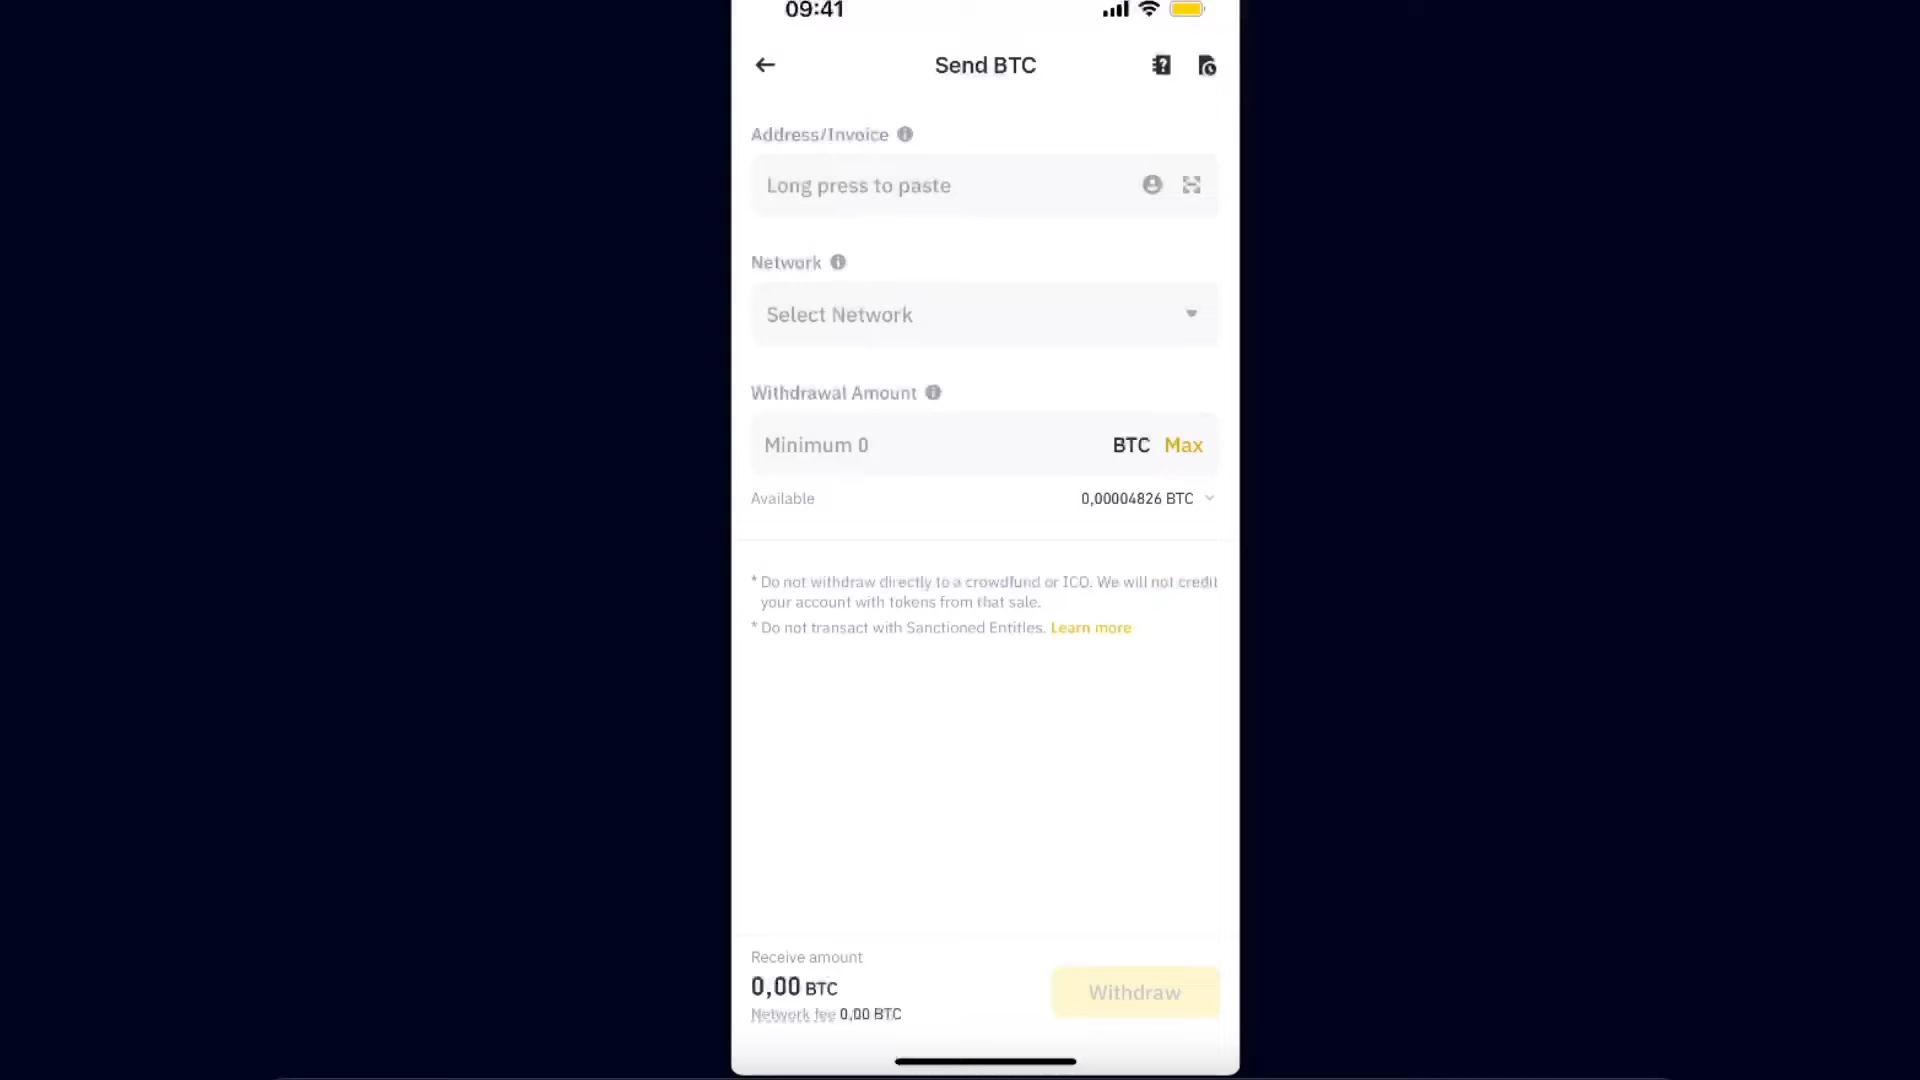 09:41
Send BTC
Address/Invoice
Long press to paste
Network
Select Network
Withdrawal Amount
Minimum 0 BTC Max
Available 0,00004826 BTC
* Do not withdraw directly to a crowdfund or ICO. We will not credit
your account with tokens from that sale.
* Do not transact with Sanctioned Entitles. Learn more
Receive amount
0,00 BTC
Withdraw
Network fee 0,00 BTC